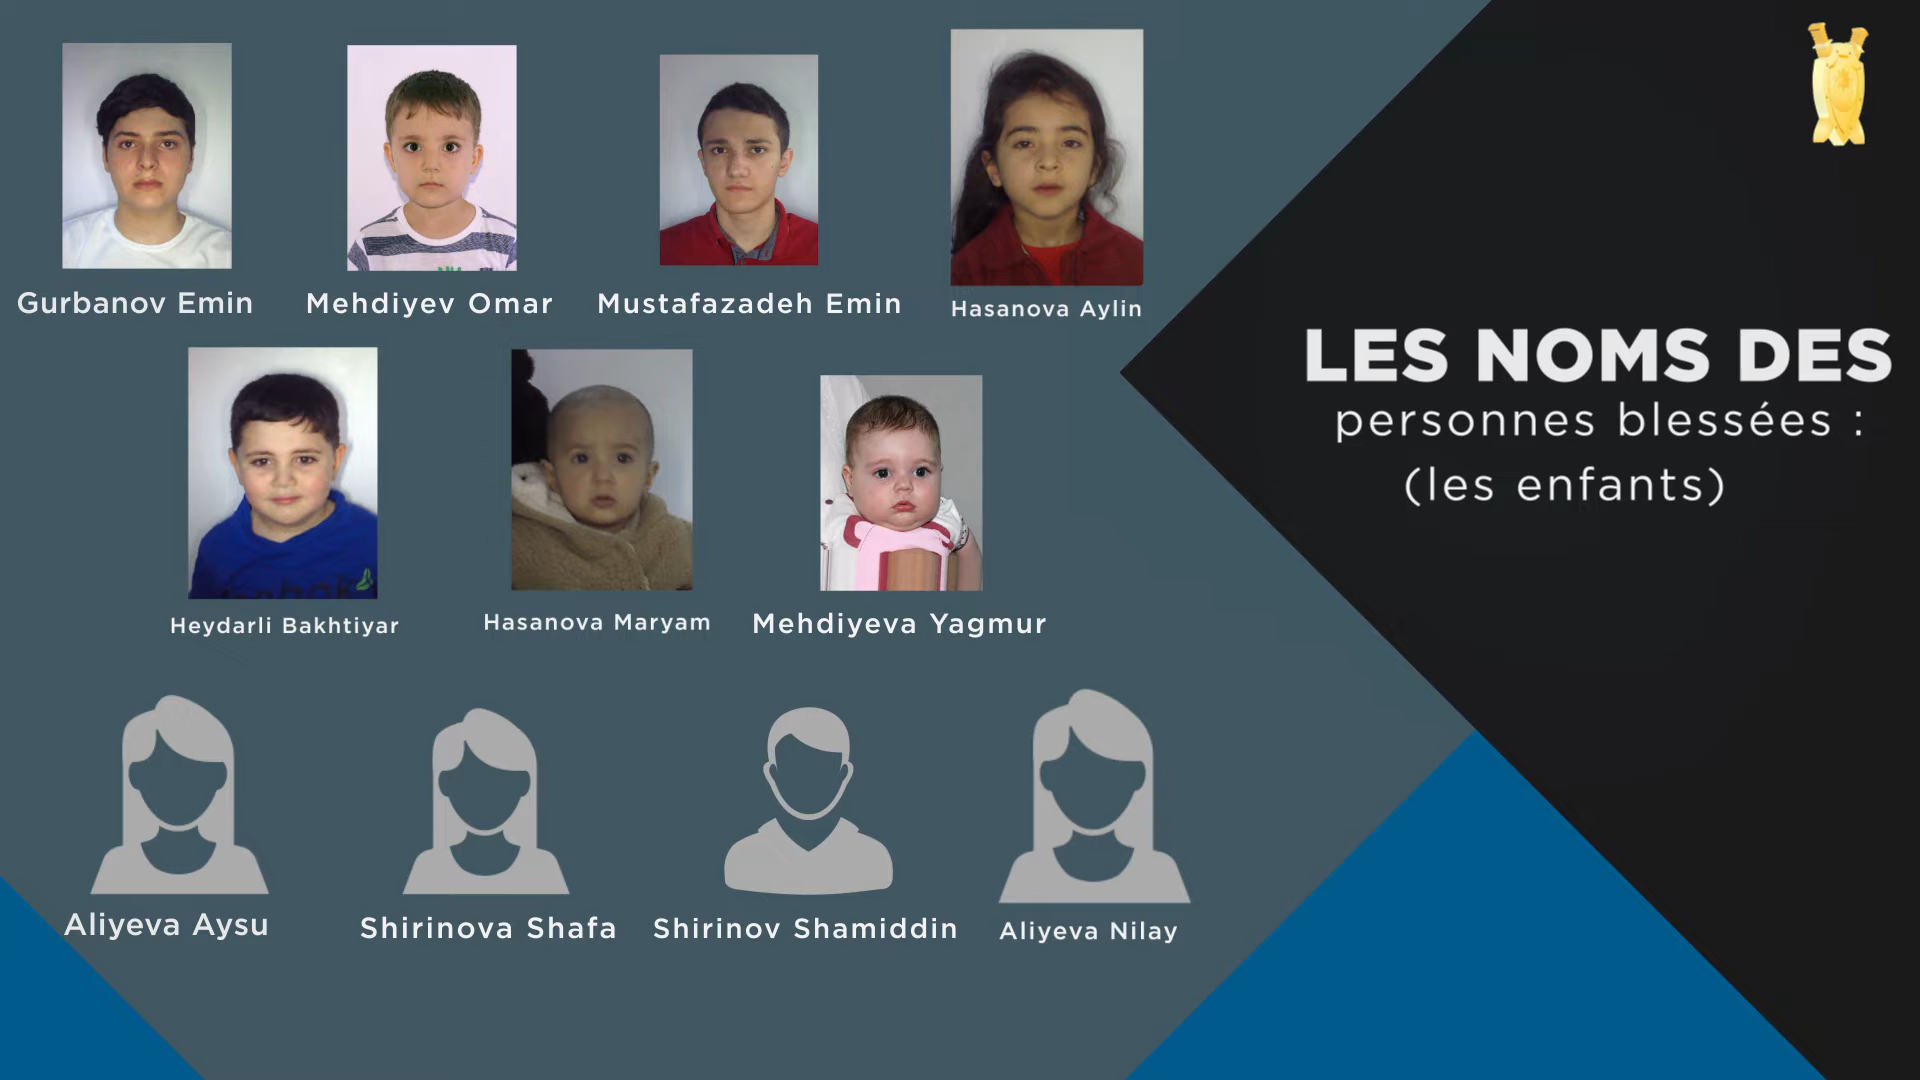 Gurbanov Emin
Mehdiyev Omar
Mustafazadeh Emin
Hasanova Aylin
Heydarli Bakhtiyar
Hasanova Maryam
Mehdiyeva Yagmur
Aliyeva Aysu
Shirinova Shafa
Shirinov Shamiddin
Aliyeva Nilay
LES NOMS DES
personnes blessées :
(les enfants)